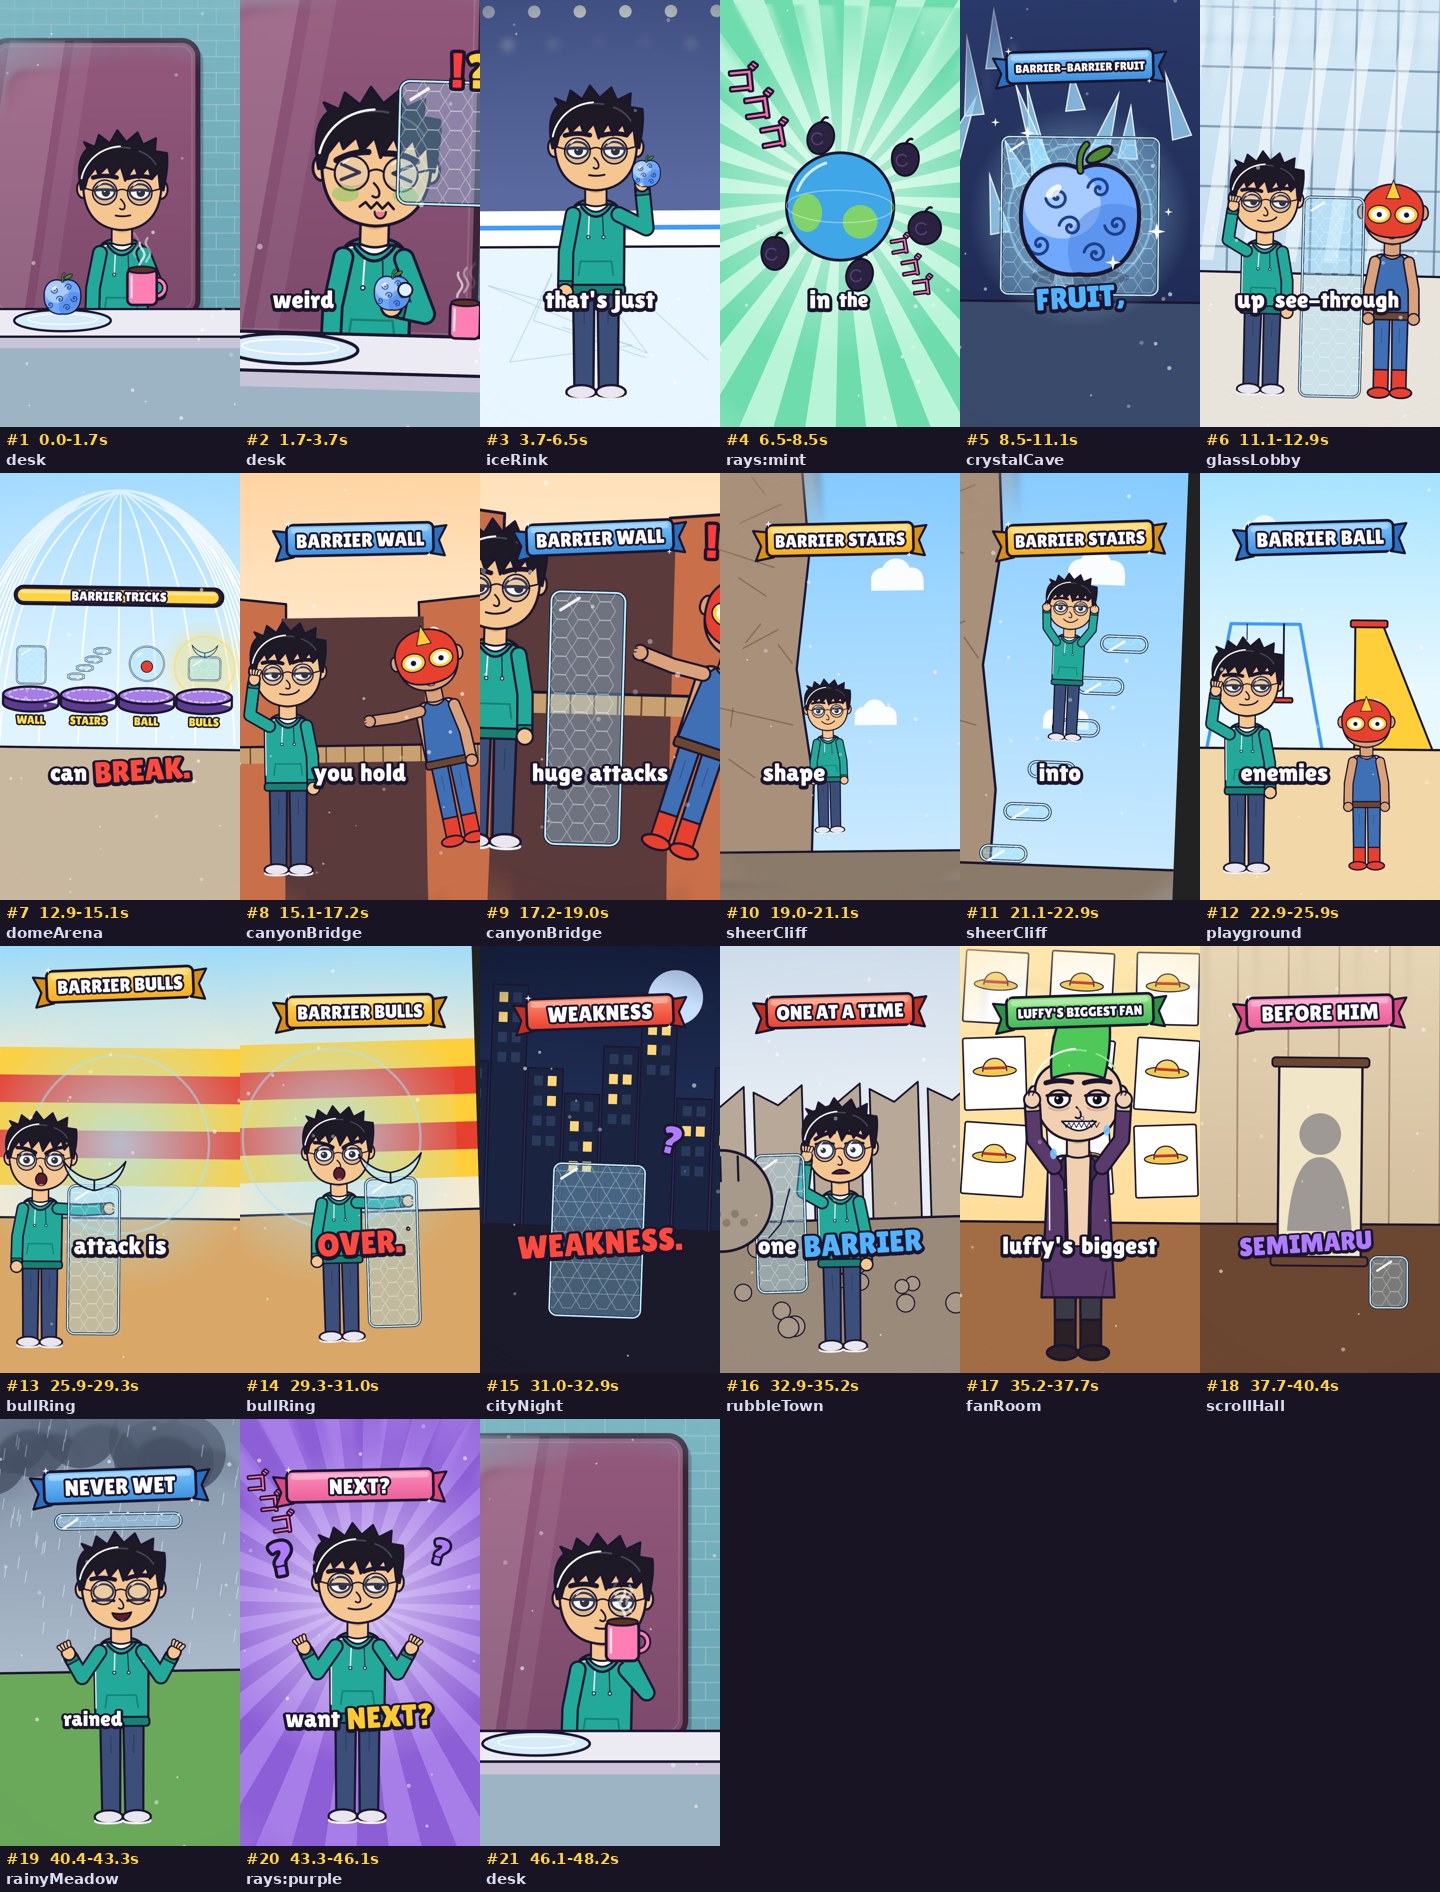 !?
weird
that's just
ゴゴゴ
C
C
C
C
ゴゴゴ
in the
BARRIER-BARRIER FRUIT
FRUIT,
up see-through
#1 0.0-1.7s
desk
#2 1.7-3.7s
desk
#3 3.7-6.5s
iceRink
#4 6.5-8.5s
rays:mint
#5 8.5-11.1s
crystalCave
#6 11.1-12.9s
glassLobby
BARRIER TRICKS
WALL
STAIRS
BALL
BULLS
can BREAK.
BARRIER WALL
you hold
BARRIER WALL
!
huge attacks
BARRIER STAIRS
shape
BARRIER STAIRS
into
BARRIER BALL
enemies
#7 12.9-15.1s
domeArena
#8 15.1-17.2s
canyonBridge
#9 17.2-19.0s
canyonBridge
#10 19.0-21.1s
sheerCliff
#11 21.1-22.9s
sheerCliff
#12 22.9-25.9s
playground
BARRIER BULLS
attack is
BARRIER BULLS
OVER.
WEAKNESS
?
WEAKNESS.
ONE AT A TIME
one BARRIER
LUFFY'S BIGGEST FAN
luffy's biggest
BEFORE HIM
SEMIMARU
#13 25.9-29.3s
bullRing
#14 29.3-31.0s
bullRing
#15 31.0-32.9s
cityNight
#16 32.9-35.2s
rubbleTown
#17 35.2-37.7s
fanRoom
#18 37.7-40.4s
scrollHall
NEVER WET
rained
NEXT?
ゴゴゴ
?
?
want NEXT?
#19 40.4-43.3s
rainyMeadow
#20 43.3-46.1s
rays:purple
#21 46.1-48.2s
desk